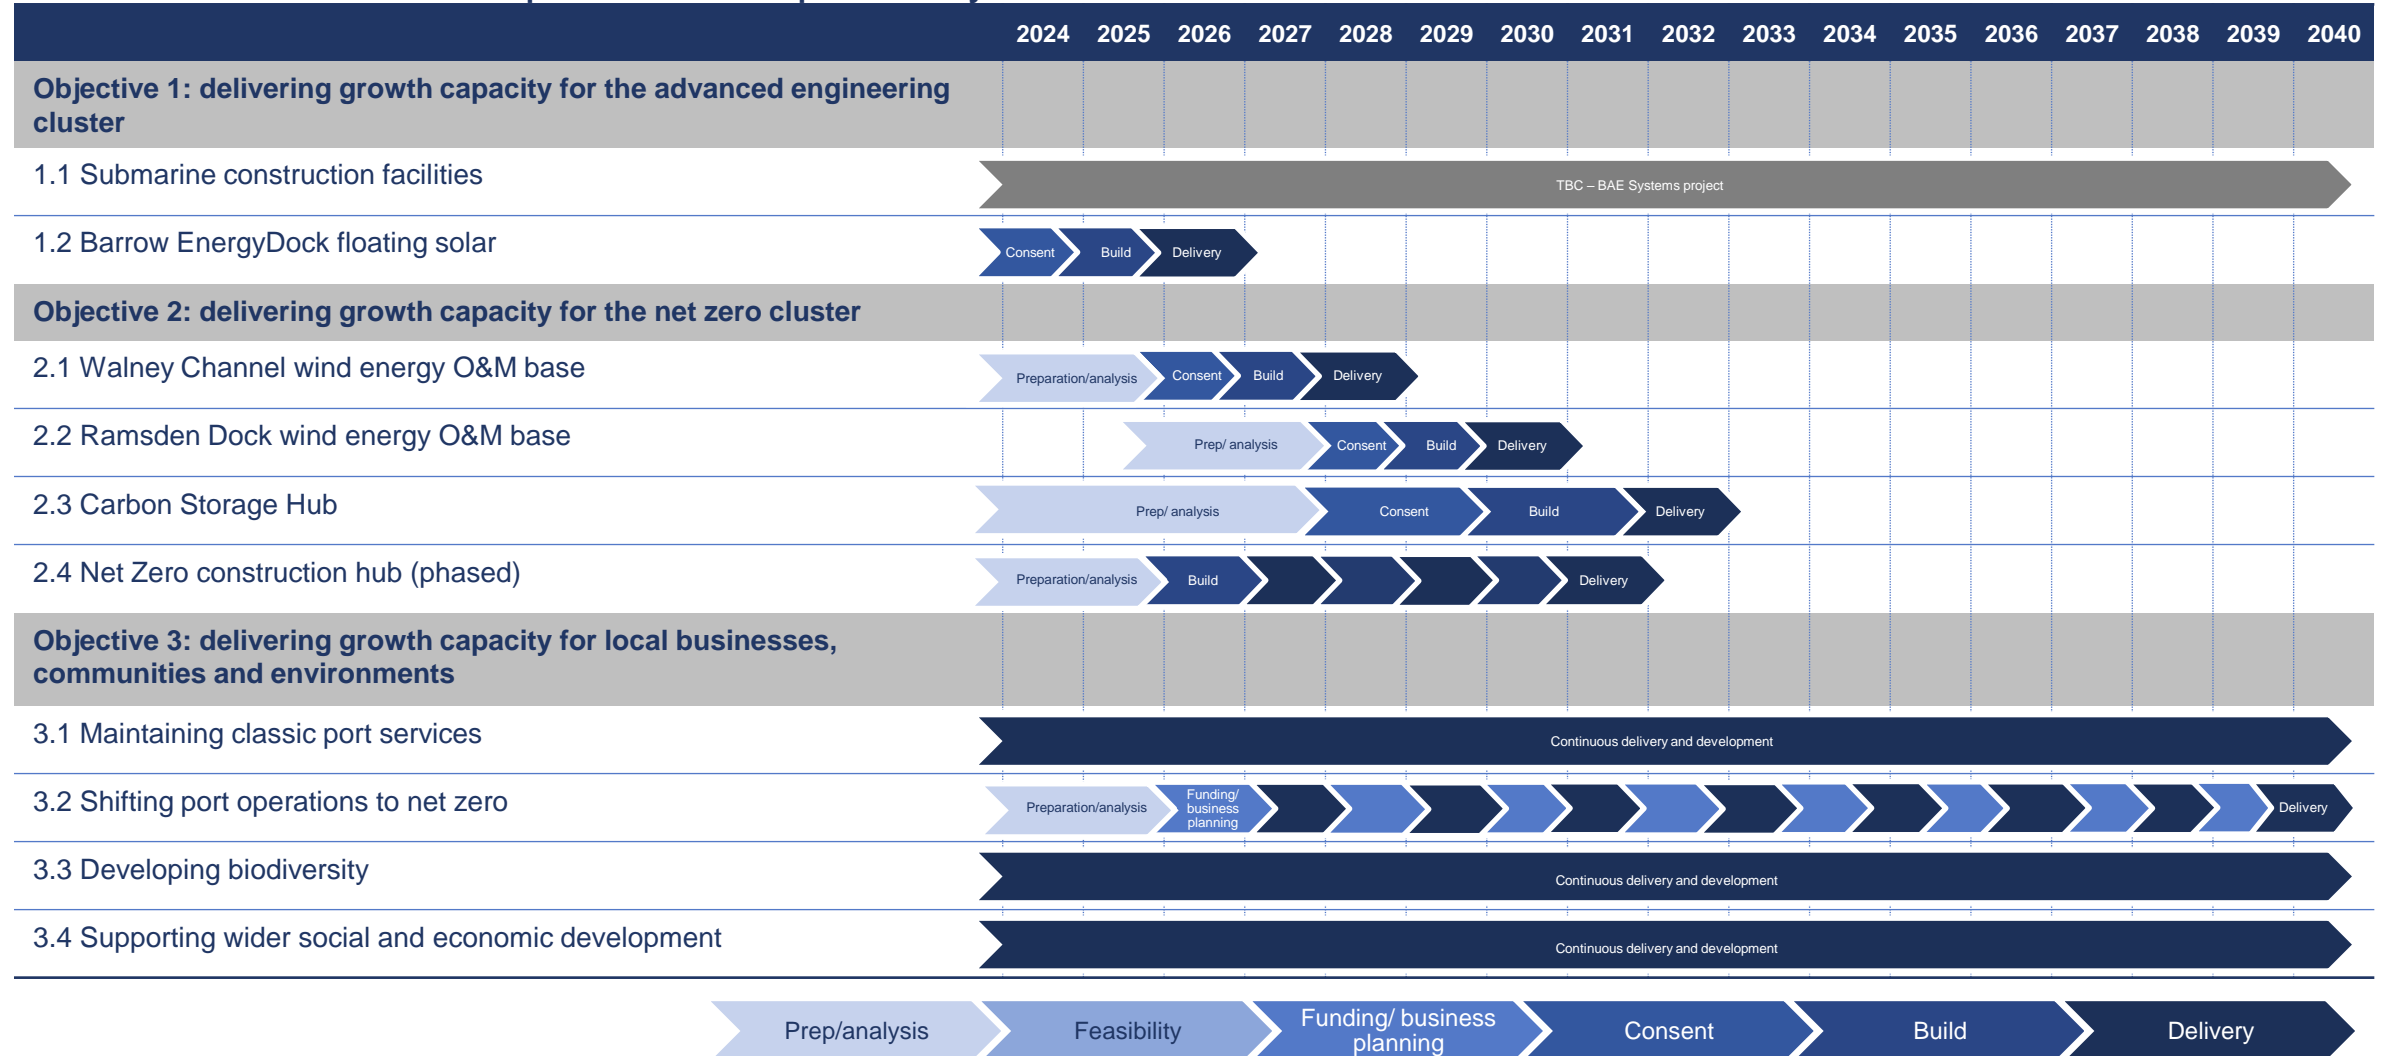 2024 2025 2026 2027 2028 2029 2030 2031 2032 2033 2034 2035 2036 2037 2038 2039 2040
Objective 1: delivering growth capacity for the advanced engineering
cluster
1.1 Submarine construction facilities
TBC – BAE Systems project
1.2 Barrow EnergyDock floating solar
Consent Build Delivery
Objective 2: delivering growth capacity for the net zero cluster
2.1 Walney Channel wind energy O&M base
Preparation/analysis Consent Build Delivery
2.2 Ramsden Dock wind energy O&M base
Prep/ analysis Consent Build Delivery
2.3 Carbon Storage Hub
Prep/ analysis Consent Build Delivery
2.4 Net Zero construction hub (phased)
Preparation/analysis Build Delivery
Objective 3: delivering growth capacity for local businesses,
communities and environments
3.1 Maintaining classic port services
Continuous delivery and development
3.2 Shifting port operations to net zero
Preparation/analysis
Funding/
business
planning
Delivery
3.3 Developing biodiversity
Continuous delivery and development
3.4 Supporting wider social and economic development
Continuous delivery and development
Prep/analysis
Feasibility
Funding/ business
planning
Consent
Build
Delivery